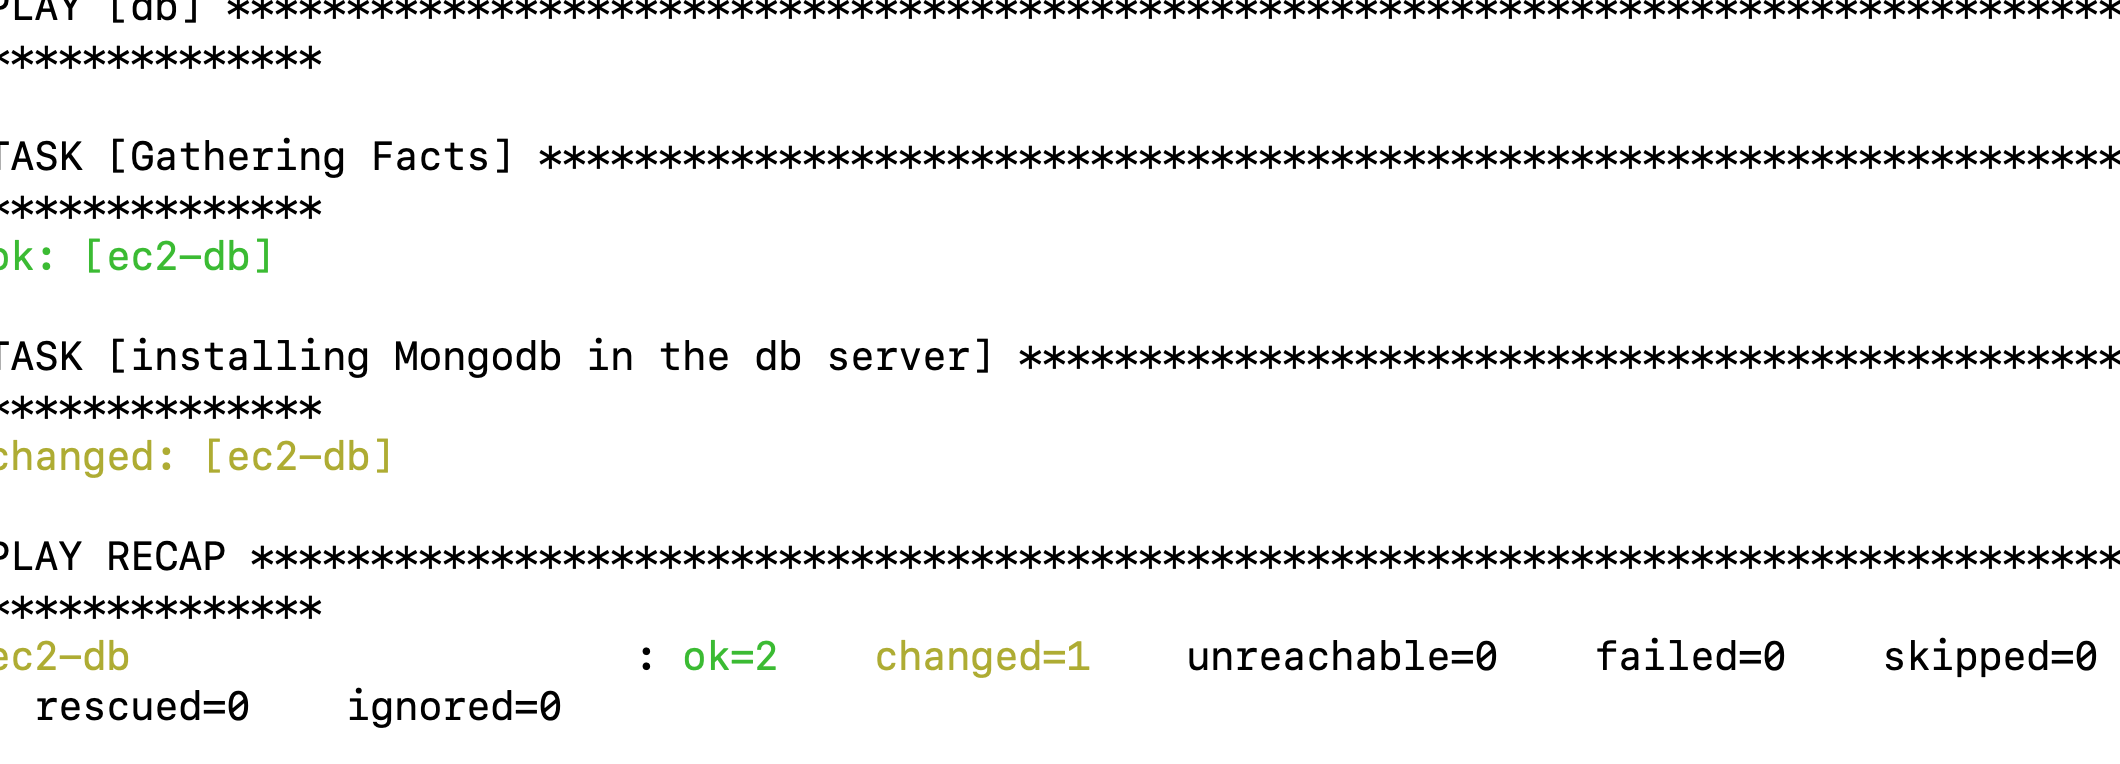 PLAY [db] ******************************************************************************
**************
TASK [Gathering Facts] ******************************************************************
**************
ok: [ec2-db]
TASK [installing Mongodb in the db server] **********************************************
**************
changed: [ec2-db]
PLAY RECAP ******************************************************************************
**************
ec2-db : ok=2 changed=1 unreachable=0 failed=0 skipped=0
rescued=0 ignored=0